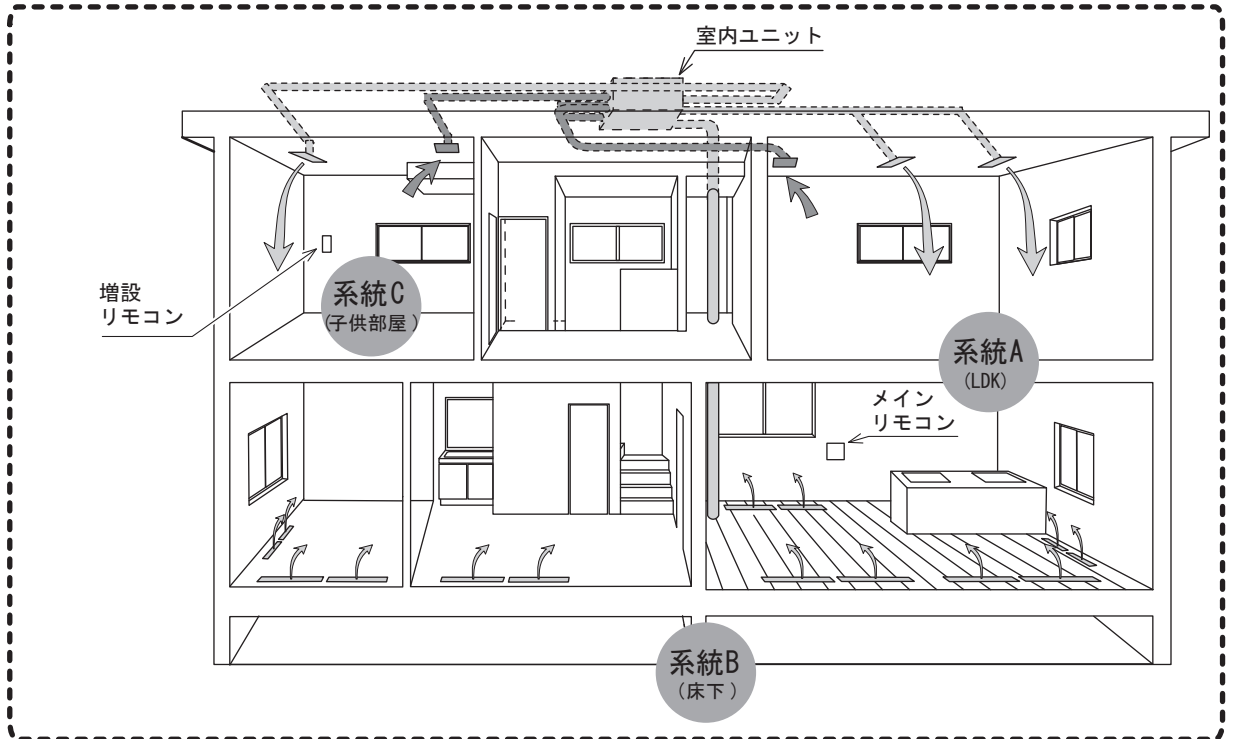 室内ユニット
増設
リモコン
系統C
(子供部屋)
系統A
(LDK)
メイン
リモコン
系統B
(床下)